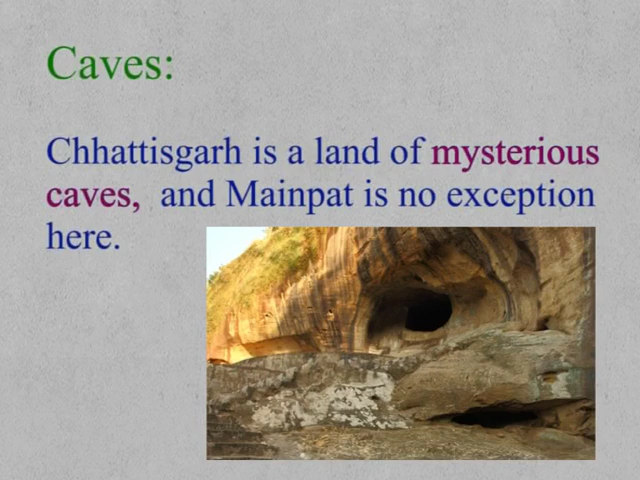 Caves:
Chhattisgarh is a land of mysterious
caves, and Mainpat is no exception
here.